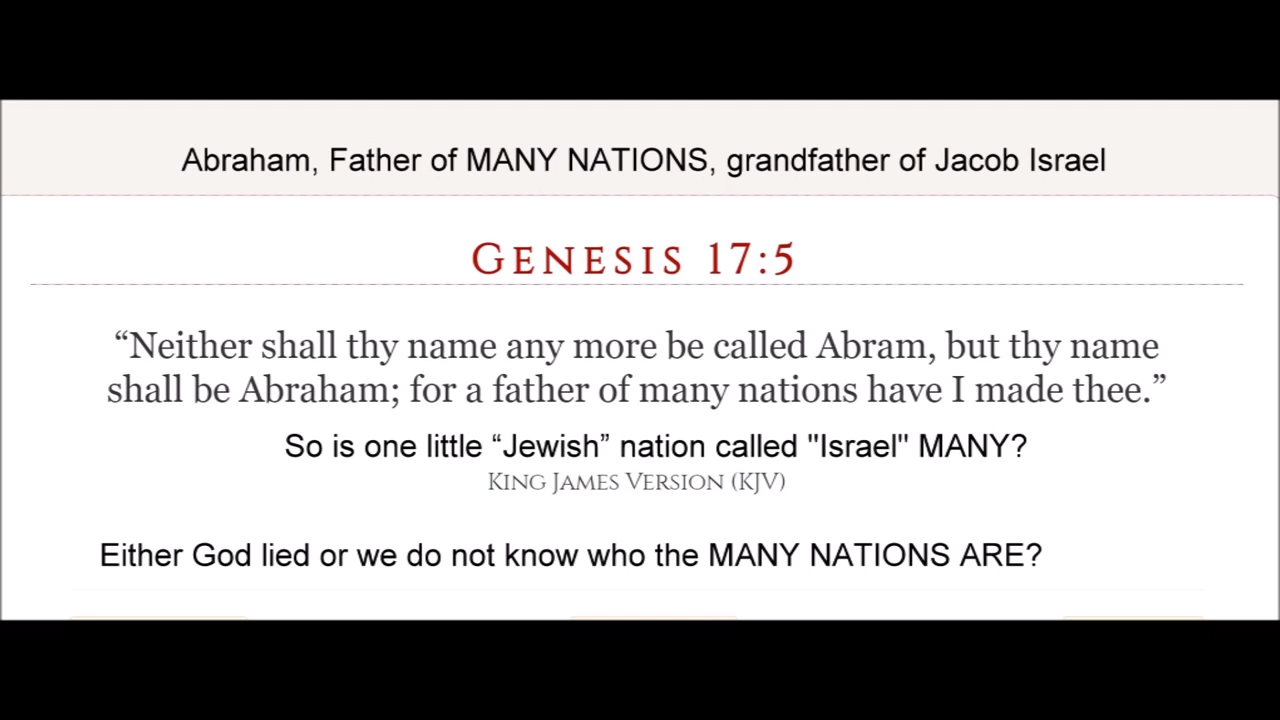 Abraham, Father of MANY NATIONS, grandfather of Jacob Israel
GENESIS 17:5
“Neither shall thy name any more be called Abram, but thy name
shall be Abraham; for a father of many nations have I made thee.”
So is one little “Jewish” nation called "Israel" MANY?
KING JAMES VERSION (KJV)
Either God lied or we do not know who the MANY NATIONS ARE?